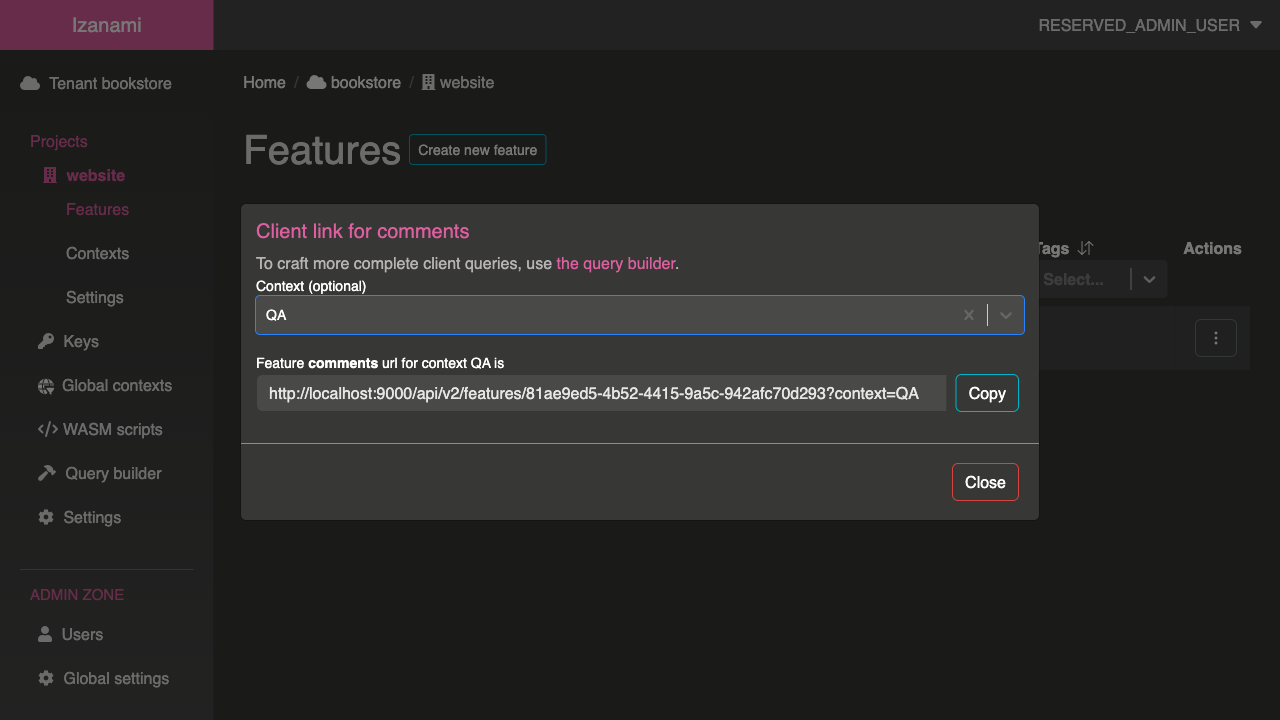 Izanami
RESERVED_ADMIN_USER
Tenant bookstore
Home / bookstore / website
Projects
website
Features
Contexts
Settings
Keys
Global contexts
WASM scripts
Query builder
Settings
ADMIN ZONE
Users
Global settings
Features Create new feature
Tags Actions
Select...
Client link for comments
To craft more complete client queries, use the query builder.
Context (optional)
QA
Feature comments url for context QA is
http://localhost:9000/api/v2/features/81ae9ed5-4b52-4415-9a5c-942afc70d293?context=QA Copy
Close